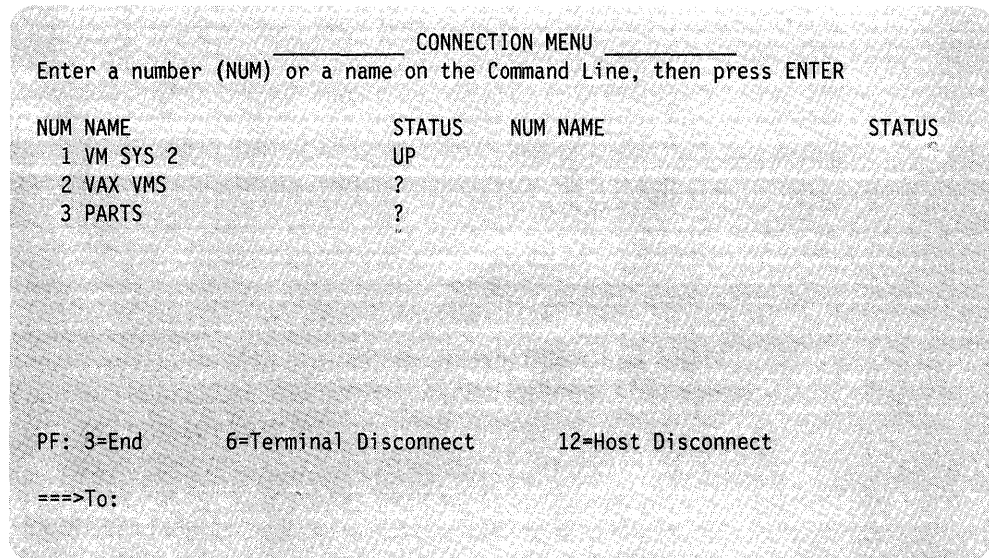 __________ CONNECTION MENU __________
Enter a number (NUM) or a name on the Command Line, then press ENTER
NUM NAME STATUS NUM NAME STATUS
1 VM SYS 2 UP
2 VAX VMS ?
3 PARTS ?
PF: 3=End 6=Terminal Disconnect 12=Host Disconnect
===>To: